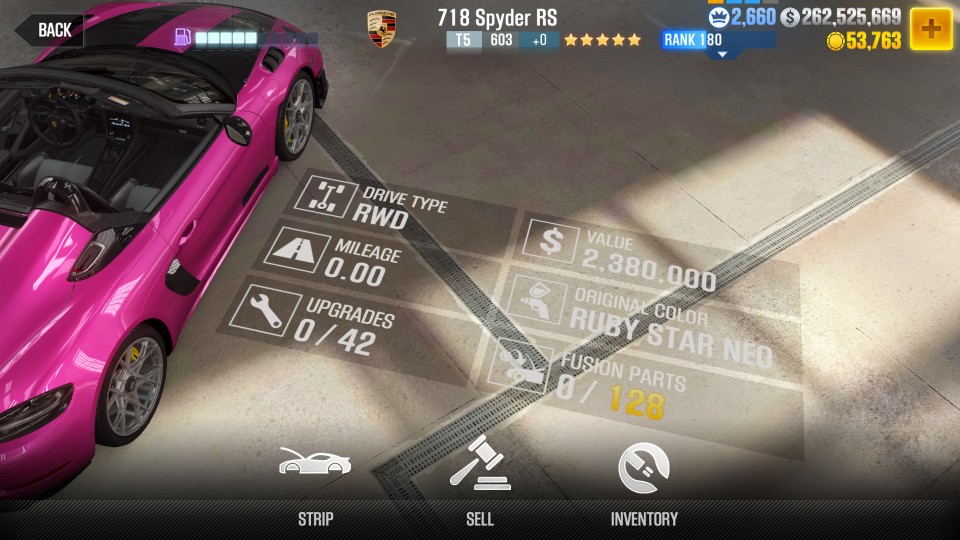 BACK
718 Spyder RS
T5 603 +0
RANK 180
2,660
262,525,669
53,763
DRIVE TYPE
RWD
MILEAGE
0.00
UPGRADES
0 / 42
VALUE
2,380.000
ORIGINAL COLOR
RUBY STAR NEO
FUSION PARTS
0 / 128
STRIP
SELL
INVENTORY